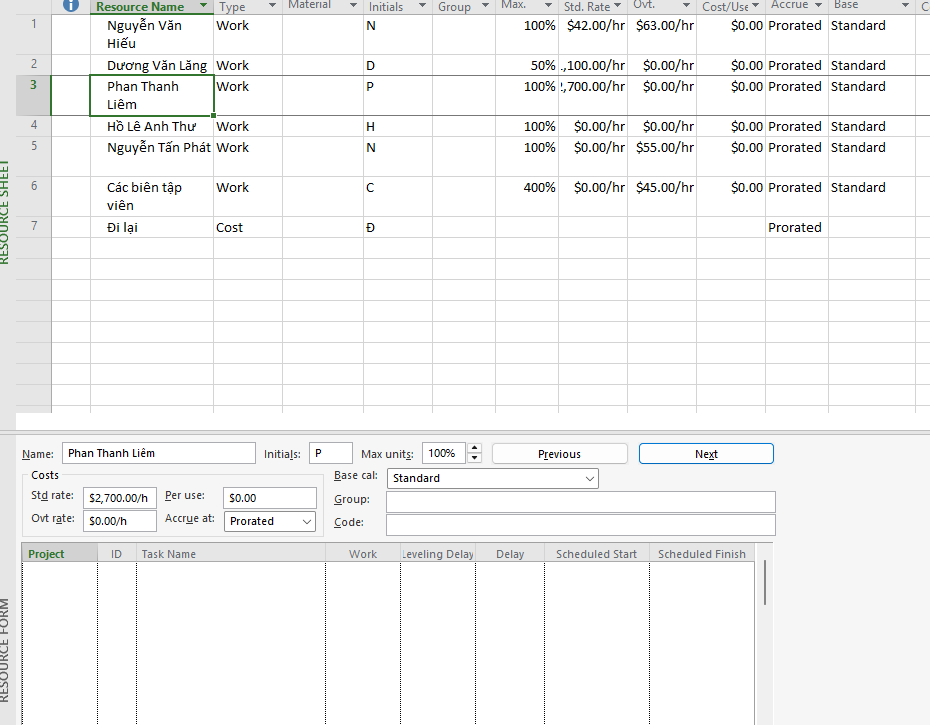 Resource Name Type Material Initials Group Max. Std. Rate Ovt. Cost/Use Accrue Base C
1 Nguyễn Văn Hiếu Work N 100% $42.00/hr $63.00/hr $0.00 Prorated Standard
2 Dương Văn Lăng Work D 50% ,100.00/hr $0.00/hr $0.00 Prorated Standard
3 Phan Thanh Liêm Work P 100% ,700.00/hr $0.00/hr $0.00 Prorated Standard
4 Hồ Lê Anh Thư Work H 100% $0.00/hr $0.00/hr $0.00 Prorated Standard
5 Nguyễn Tấn Phát Work N 100% $0.00/hr $55.00/hr $0.00 Prorated Standard
6 Các biên tập viên Work C 400% $0.00/hr $45.00/hr $0.00 Prorated Standard
7 Đi lại Cost Đ Prorated
RESOURCE SHEET
Name: Phan Thanh Liêm Initials: P Max units: 100% Previous Next
Costs Base cal: Standard
Std rate: $2,700.00/h Per use: $0.00 Group:
Ovt rate: $0.00/h Accrue at: Prorated Code:
Project ID Task Name Work Leveling Delay Delay Scheduled Start Scheduled Finish
RESOURCE FORM